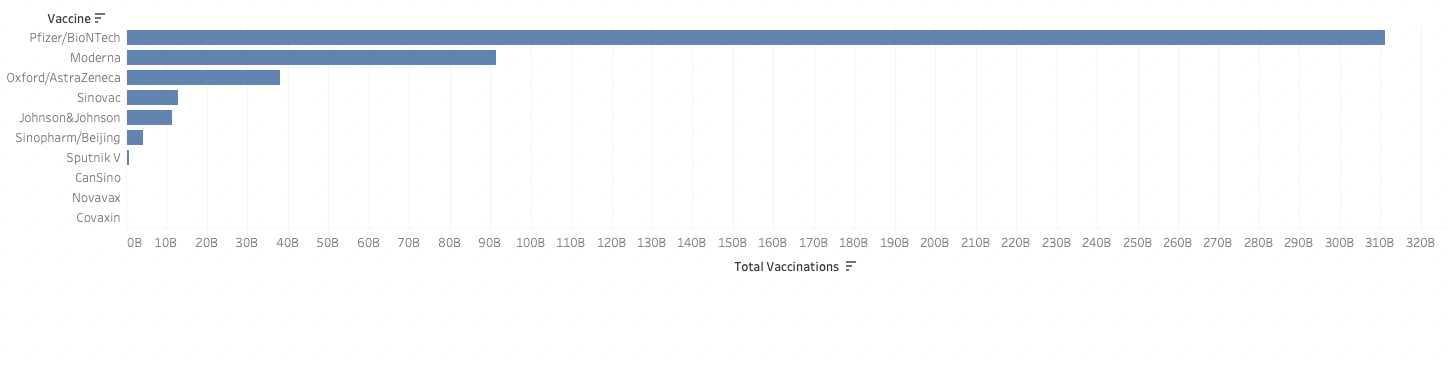 Vaccine
Pfizer/BioNTech
Moderna
Oxford/AstraZeneca
Sinovac
Johnson&Johnson
Sinopharm/Beijing
Sputnik V
CanSino
Novavax
Covaxin
0B 10B 20B 30B 40B 50B 60B 70B 80B 90B 100B 110B 120B 130B 140B 150B 160B 170B 180B 190B 200B 210B 220B 230B 240B 250B 260B 270B 280B 290B 300B 310B 320B
Total Vaccinations